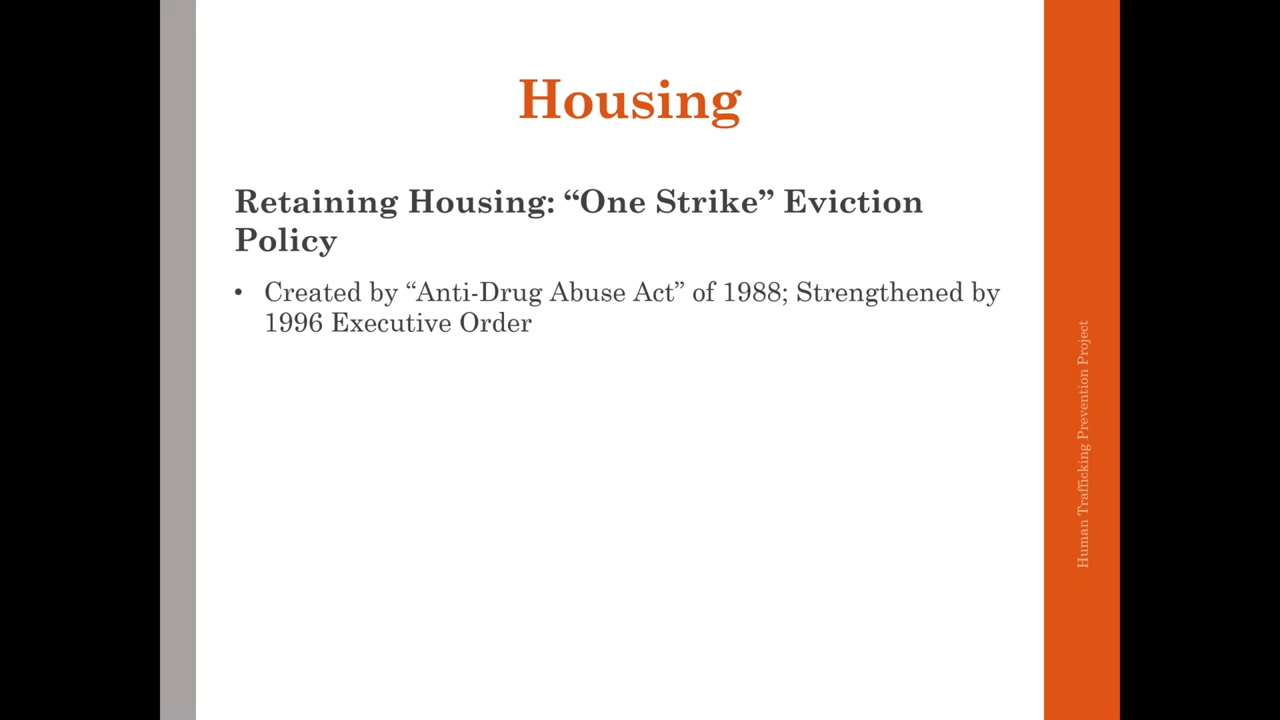 Housing
Retaining Housing: “One Strike” Eviction
Policy
• Created by “Anti-Drug Abuse Act” of 1988; Strengthened by
1996 Executive Order
Human Trafficking Prevention Project